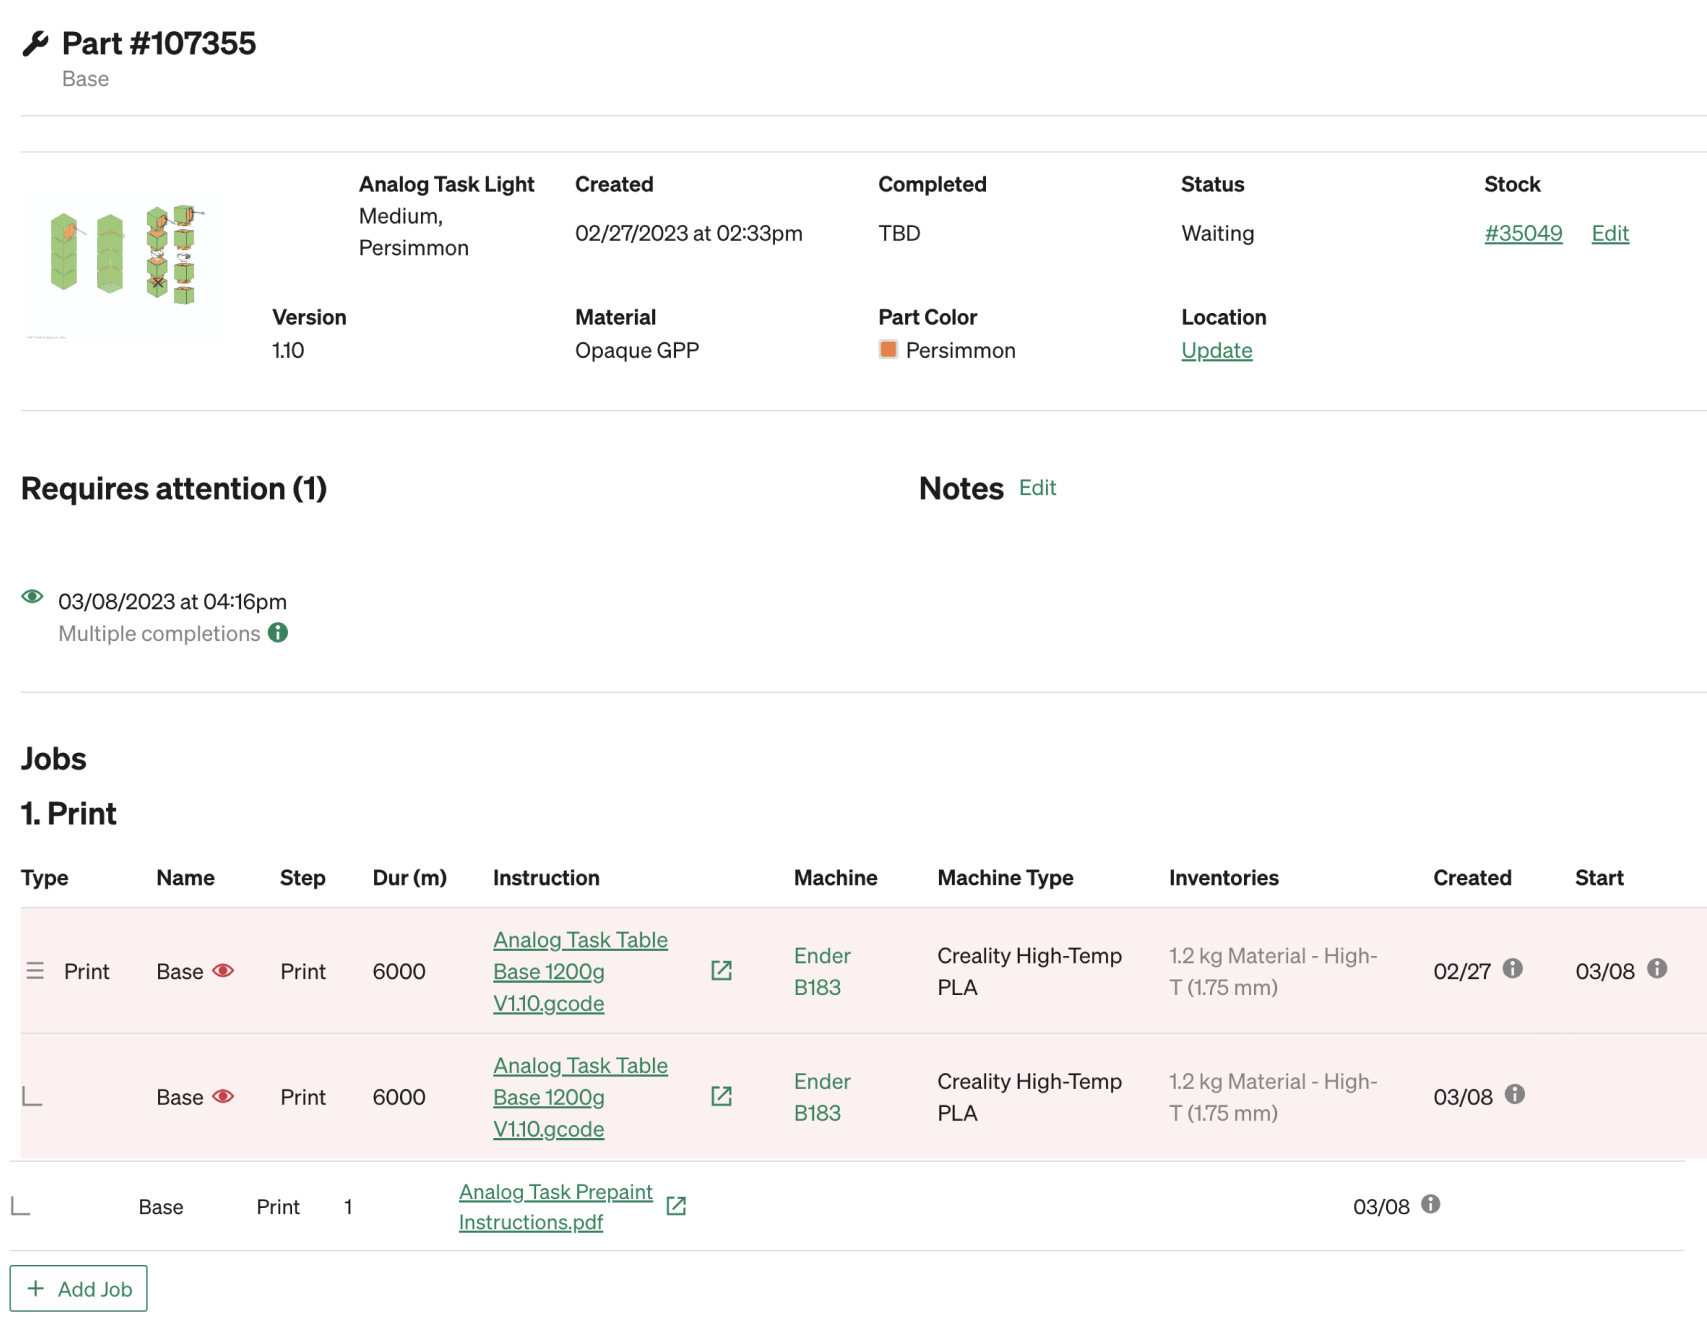 Part #107355
Base
Analog Task Light
Medium,
Persimmon
Created
02/27/2023 at 02:33pm
Completed
TBD
Status
Waiting
Stock
#35049 Edit
Version
1.10
Material
Opaque GPP
Part Color
Persimmon
Location
Update
Requires attention (1)
Notes Edit
03/08/2023 at 04:16pm
Multiple completions
Jobs
1. Print
Type Name Step Dur (m) Instruction Machine Machine Type Inventories Created Start
Print Base Print 6000
Analog Task Table
Base 1200g
V1.10.gcode
Ender
B183
Creality High-Temp
PLA
1.2 kg Material - High-
T (1.75 mm)
02/27 03/08
Base Print 6000
Analog Task Table
Base 1200g
V1.10.gcode
Ender
B183
Creality High-Temp
PLA
1.2 kg Material - High-
T (1.75 mm)
03/08
Base Print 1
Analog Task Prepaint
Instructions.pdf
03/08
+ Add Job